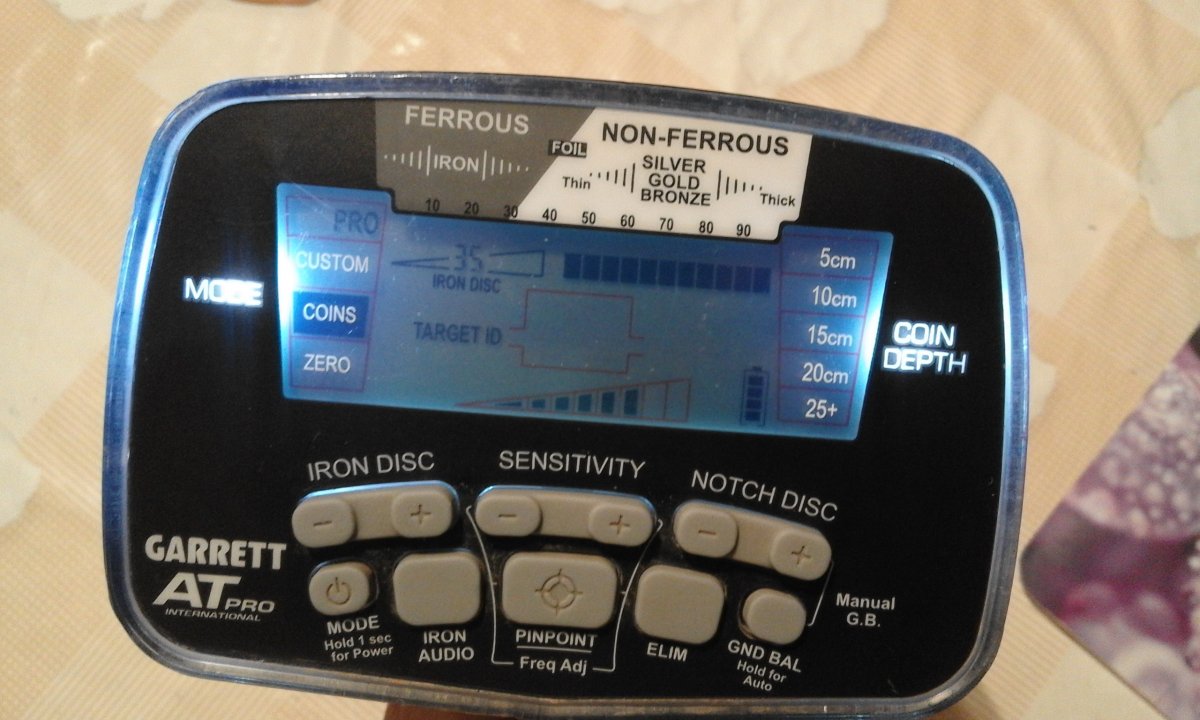 FERROUS
IRON
FOIL
NON-FERROUS
SILVER
GOLD
BRONZE
Thin
Thick
10 20 30 40 50 60 70 80 90
MODE
PRO
CUSTOM
COINS
ZERO
35
IRON DISC
TARGET ID
5cm
10cm
15cm
20cm
25+
COIN
DEPTH
IRON DISC
SENSITIVITY
NOTCH DISC
- +
- +
- +
GARRETT
AT PRO
INTERNATIONAL
MODE
Hold 1 sec
for Power
IRON
AUDIO
PINPOINT
Freq Adj
ELIM
GND BAL
Hold for
Auto
Manual
G.B.